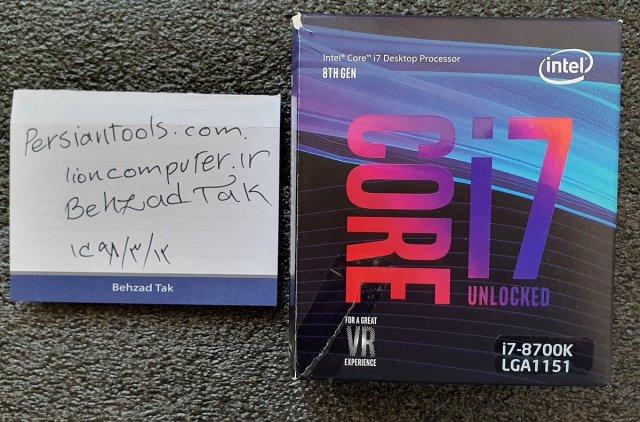 Persiantools.com.
lioncomputer.ir
Behzad Tak
۱۳۹۸/۳/۱۲
Behzad Tak
Intel® Core™ i7 Desktop Processor
8TH GEN
intel®
CORE i7
UNLOCKED
FOR A GREAT
VR
EXPERIENCE
i7-8700K
LGA1151